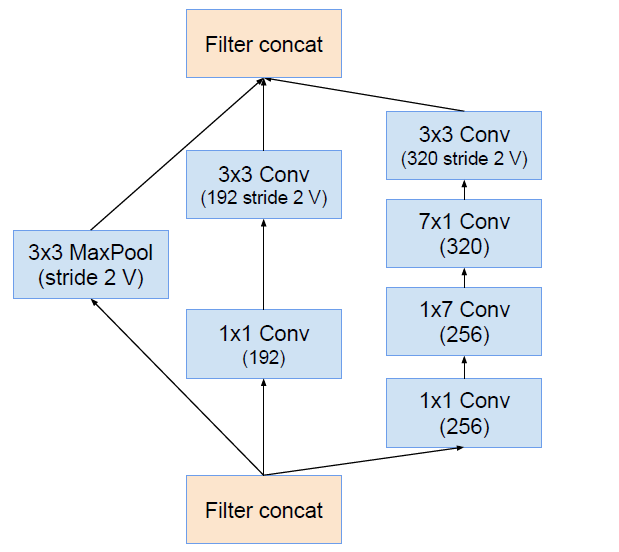 Filter concat
3x3 Conv
(320 stride 2 V)
3x3 Conv
(192 stride 2 V)
7x1 Conv
(320)
3x3 MaxPool
(stride 2 V)
1x7 Conv
(256)
1x1 Conv
(192)
1x1 Conv
(256)
Filter concat